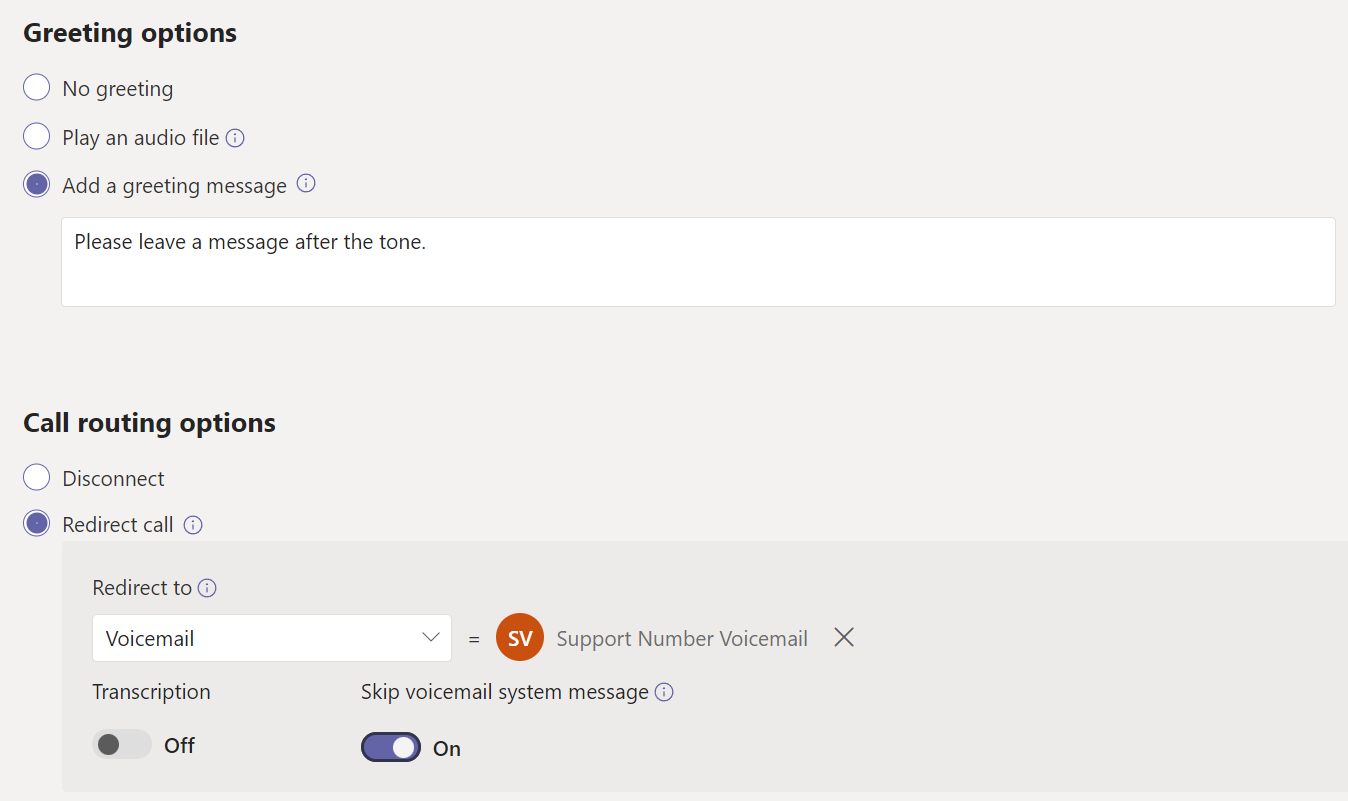 Greeting options
No greeting
Play an audio file
Add a greeting message
Please leave a message after the tone.
Call routing options
Disconnect
Redirect call
Redirect to
Voicemail = SV Support Number Voicemail
Transcription Skip voicemail system message
Off On